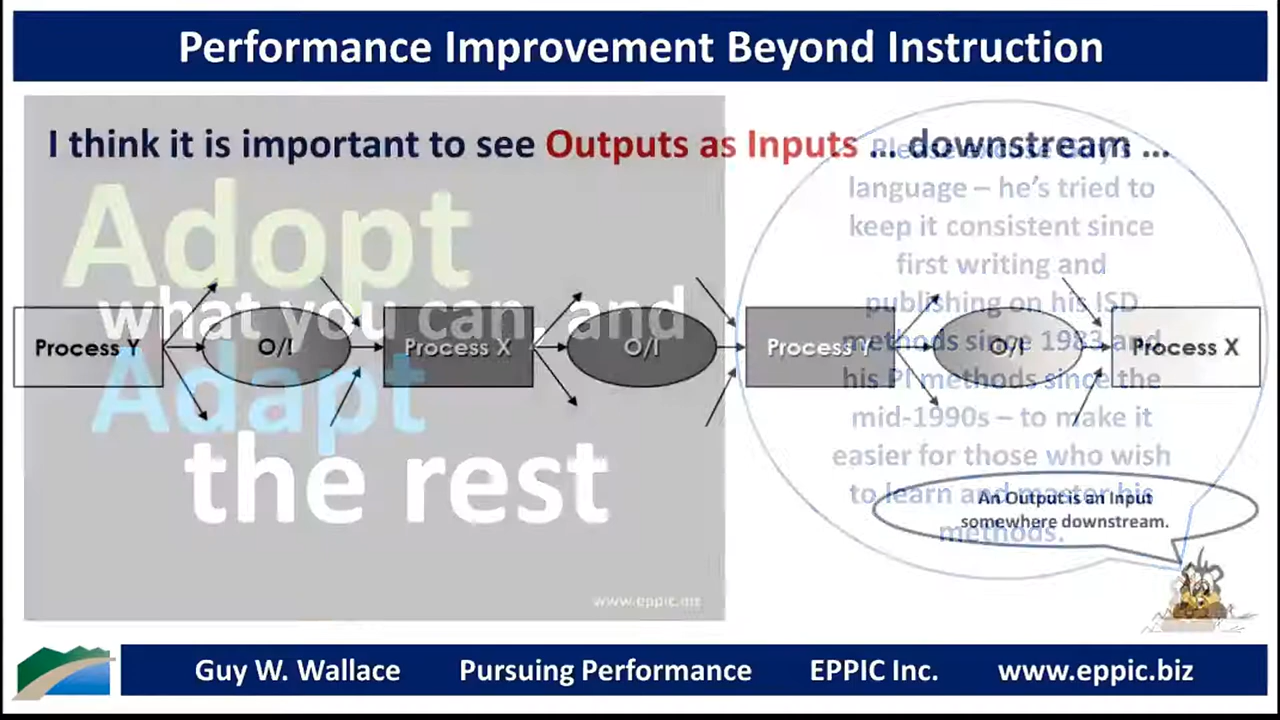 Performance Improvement Beyond Instruction
I think it is important to see Outputs as Inputs ... downstream ...
Adopt
what you can, and
Adapt
the rest
Process Y
O/I
Process X
O/I
Process Y
O/I
Process X
language – he's tried to
keep it consistent since
first writing and
publishing on his ISD
methods since 1983 and
his PI methods since the
mid-1990s – to make it
easier for those who wish
to learn and master his
methods.
An Output is an Input
somewhere downstream.
www.eppic.biz
Guy W. Wallace Pursuing Performance EPPIC Inc. www.eppic.biz